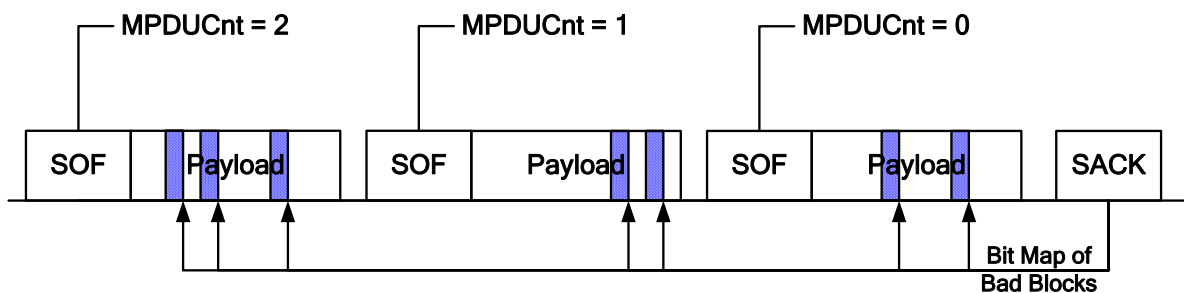 MPDUCnt = 2
MPDUCnt = 1
MPDUCnt = 0
SOF
Payload
SOF
Payload
SOF
Payload
SACK
Bit Map of
Bad Blocks